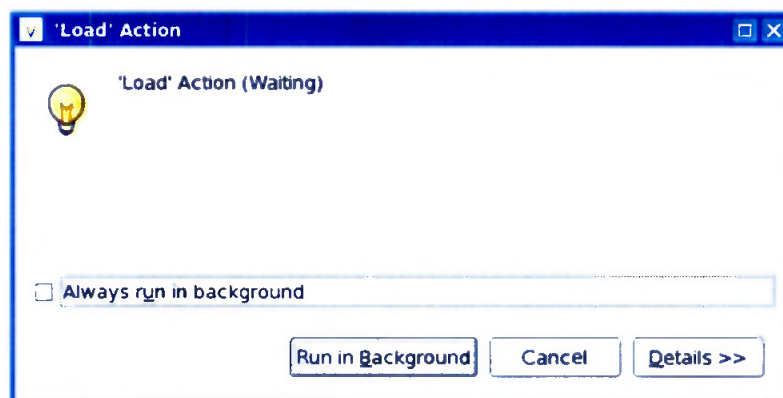 'Load' Action
'Load' Action (Waiting)
Always run in background
Run in Background Cancel Details >>